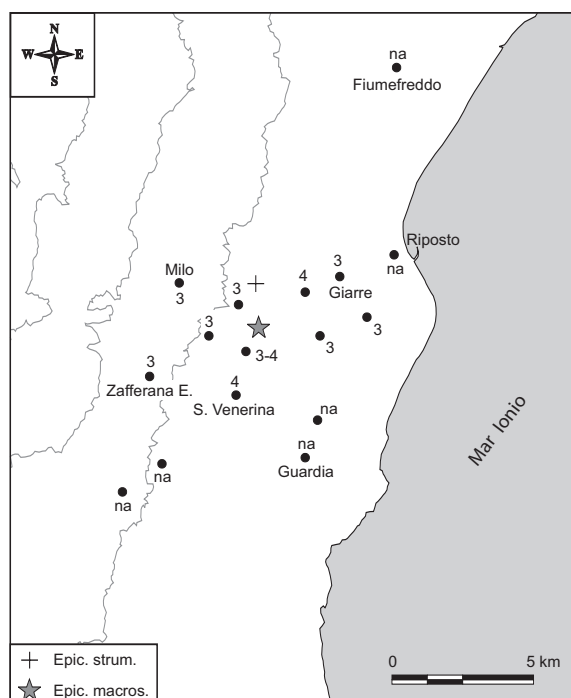 N
W E
S
na
Fiumefreddo
Riposto
na
Milo
3
3
4
3
Giarre
3
3
3
3-4
3
Zafferana E.
4
S. Venerina
na
na
Guardia
na
na
Mar Ionio
Epic. strum.
Epic. macros.
0 5 km